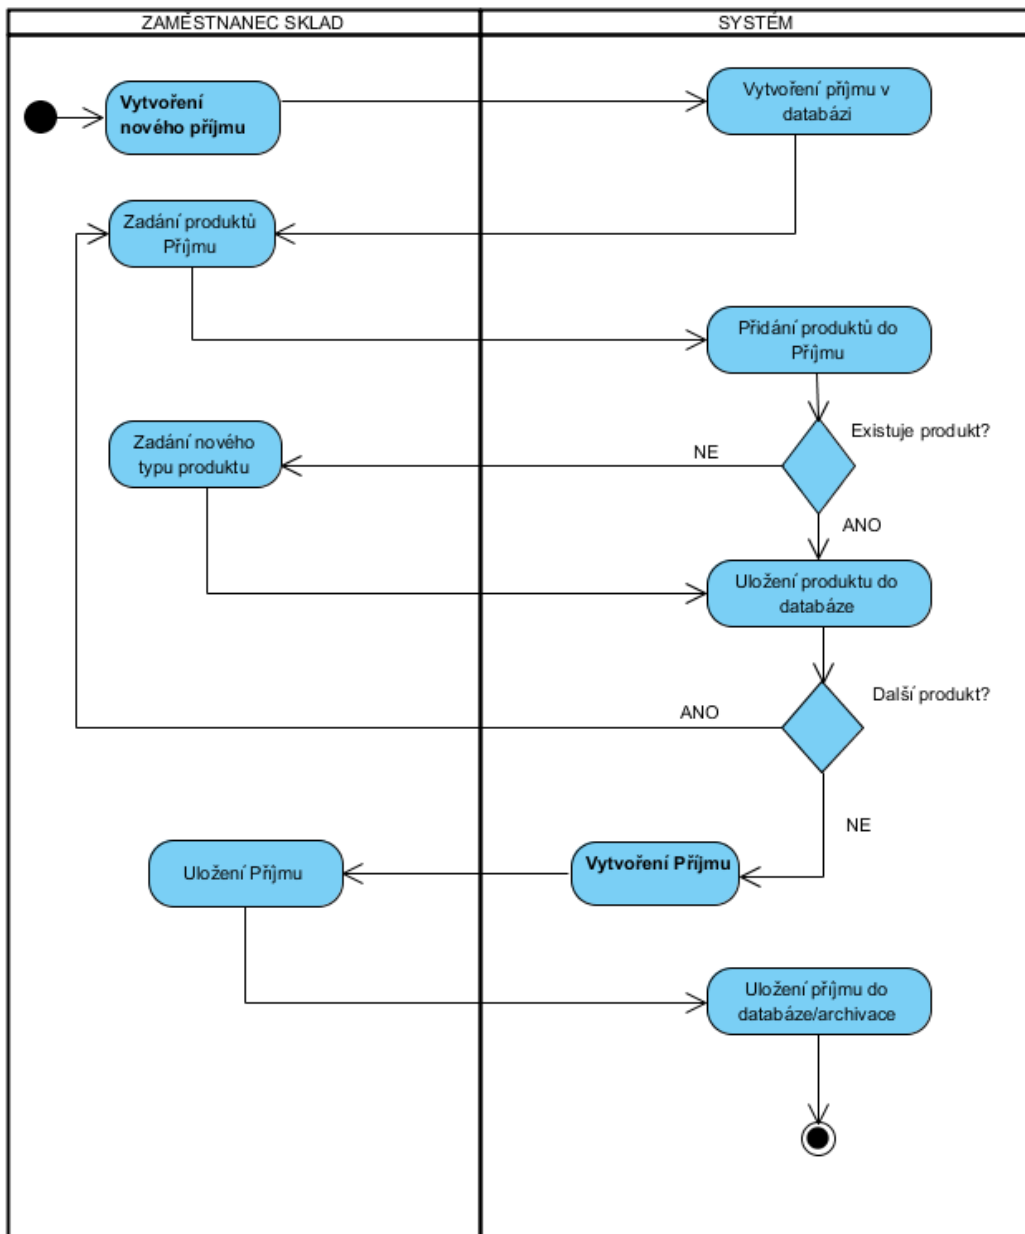 ZAMĚSTNANEC SKLAD
SYSTÉM
Vytvoření
nového příjmu
Vytvoření příjmu v
databázi
Zadání produktů
Příjmu
Přidání produktů do
Příjmu
Existuje produkt?
Zadání nového
typu produktu
NE
ANO
Uložení produktu do
databáze
Další produkt?
ANO
NE
Uložení Příjmu
Vytvoření Příjmu
Uložení příjmu do
databáze/archivace